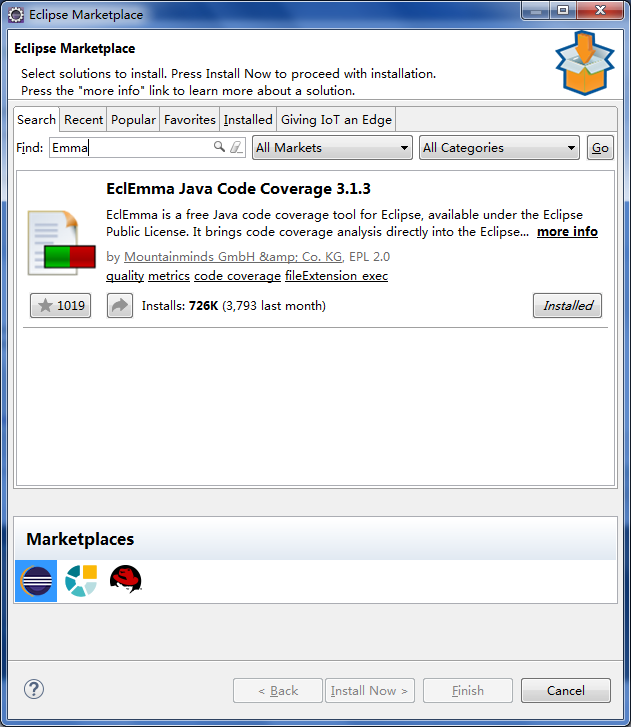 Eclipse Marketplace
Eclipse Marketplace
Select solutions to install. Press Install Now to proceed with installation.
Press the "more info" link to learn more about a solution.
Search Recent Popular Favorites Installed Giving IoT an Edge
Find: Emma All Markets All Categories Go
EclEmma Java Code Coverage 3.1.3
EclEmma is a free Java code coverage tool for Eclipse, available under the Eclipse
Public License. It brings code coverage analysis directly into the Eclipse... more info
by Mountainminds GmbH &amp; Co. KG, EPL 2.0
quality metrics code coverage fileExtension_exec
1019 Installs: 726K (3,793 last month) Installed
Marketplaces
? < Back Install Now > Finish Cancel